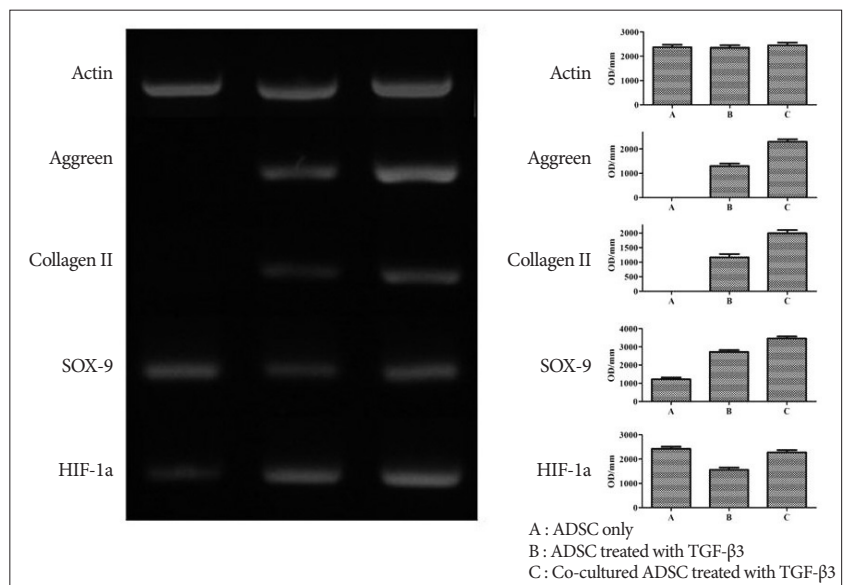 Actin
Aggreen
Collagen II
SOX-9
HIF-1a
Actin
OD/mm
3000
2000
1000
0
A B C
Aggreen
OD/mm
2000
1000
0
A B C
Collagen II
OD/mm
2000
1500
1000
500
0
A B C
SOX-9
OD/mm
4000
3000
2000
1000
0
A B C
HIF-1a
OD/mm
3000
2000
1000
0
A B C
A : ADSC only
B : ADSC treated with TGF-β3
C : Co-cultured ADSC treated with TGF-β3